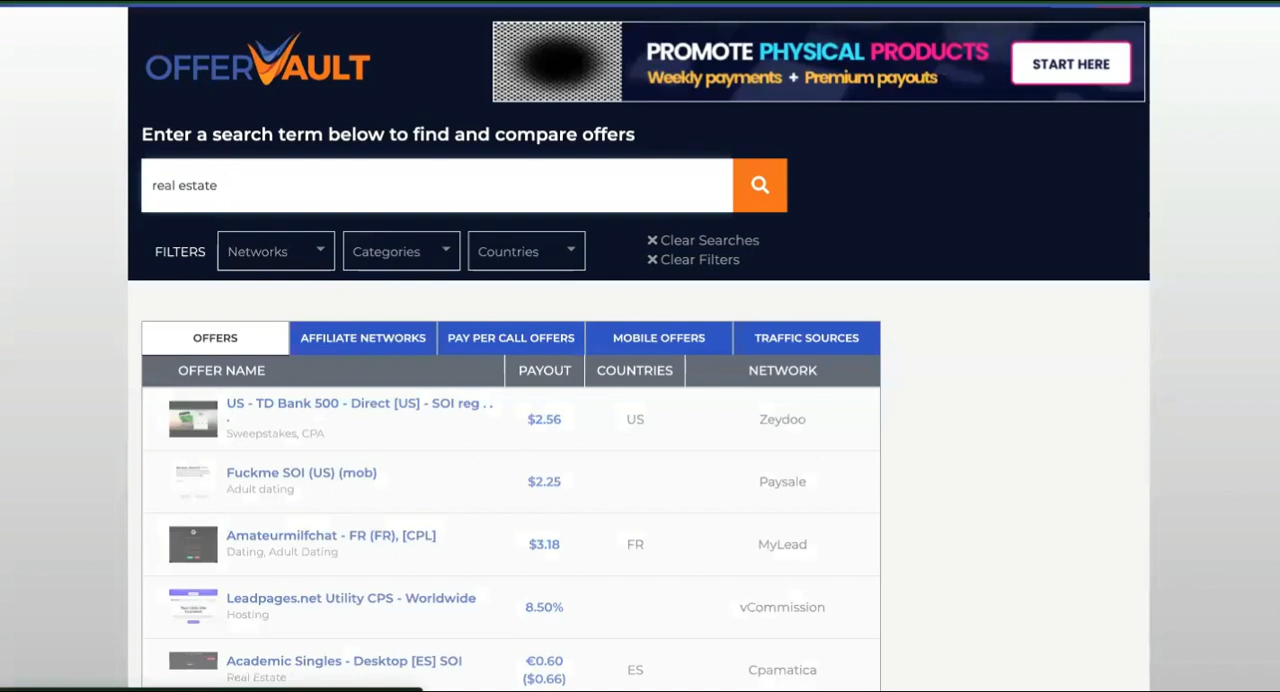 OFFERVAULT
PROMOTE PHYSICAL PRODUCTS
Weekly payments + Premium payouts
START HERE
Enter a search term below to find and compare offers
real estate
FILTERS Networks Categories Countries
Clear Searches
Clear Filters
OFFERS AFFILIATE NETWORKS PAY PER CALL OFFERS MOBILE OFFERS TRAFFIC SOURCES
OFFER NAME PAYOUT COUNTRIES NETWORK
US - TD Bank 500 - Direct [US] - SOI reg . . .
Sweepstakes, CPA
$2.56 US Zeydoo
Fuckme SOI (US) (mob)
Adult dating
$2.25 Paysale
Amateurmilfchat - FR (FR), [CPL]
Dating, Adult Dating
$3.18 FR MyLead
Leadpages.net Utility CPS - Worldwide
Hosting
8.50% vCommission
Academic Singles - Desktop [ES] SOI
Real Estate
€0.60
($0.66)
ES Cpamatica